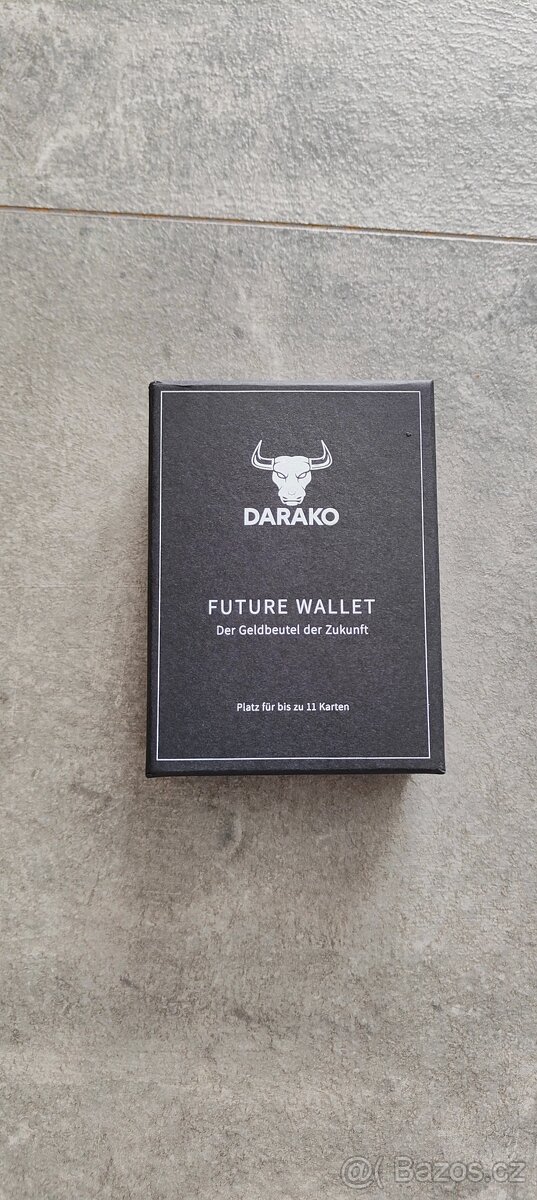 DARAKO
FUTURE WALLET
Der Geldbeutel der Zukunft
Platz für bis zu 11 Karten
@ Bazos.cz